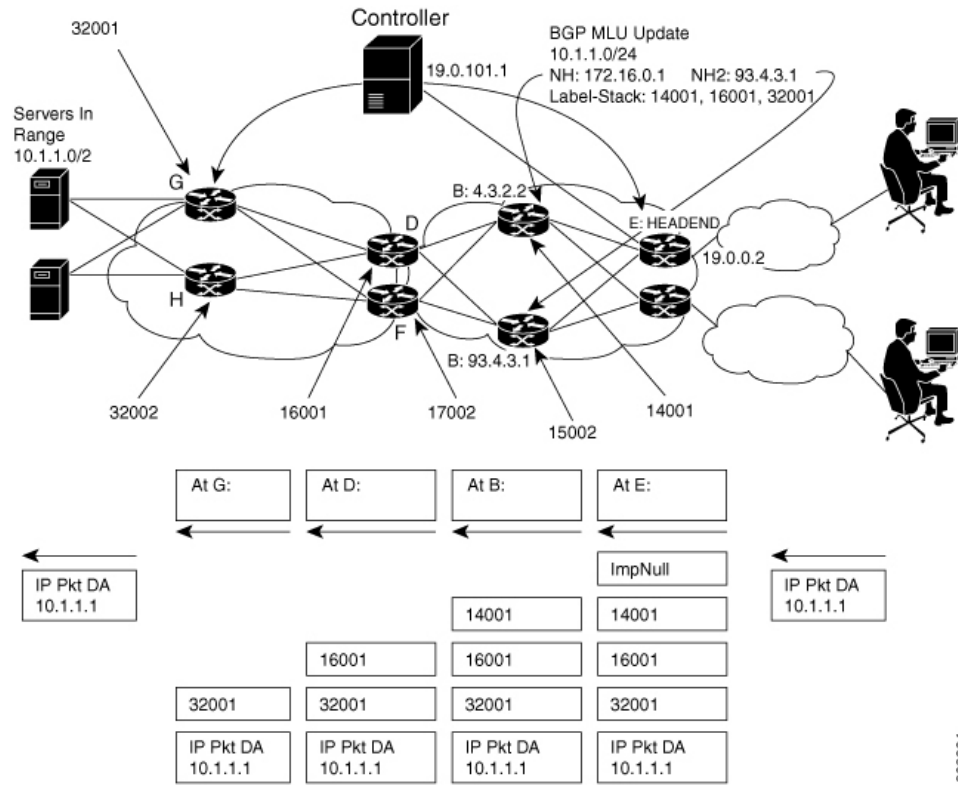 Controller
32001
BGP MLU Update
10.1.1.0/24
NH: 172.16.0.1 NH2: 93.4.3.1
Label-Stack: 14001, 16001, 32001
19.0.101.1
Servers In
Range
10.1.1.0/2
G
B: 4.3.2.2
D
E: HEADEND
19.0.0.2
H
F
B: 93.4.3.1
32002
16001
17002
15002
14001
At G:
At D:
At B:
At E:
ImpNull
IP Pkt DA
10.1.1.1
IP Pkt DA
10.1.1.1
14001
14001
16001
16001
16001
32001
32001
32001
32001
IP Pkt DA
10.1.1.1
IP Pkt DA
10.1.1.1
IP Pkt DA
10.1.1.1
IP Pkt DA
10.1.1.1